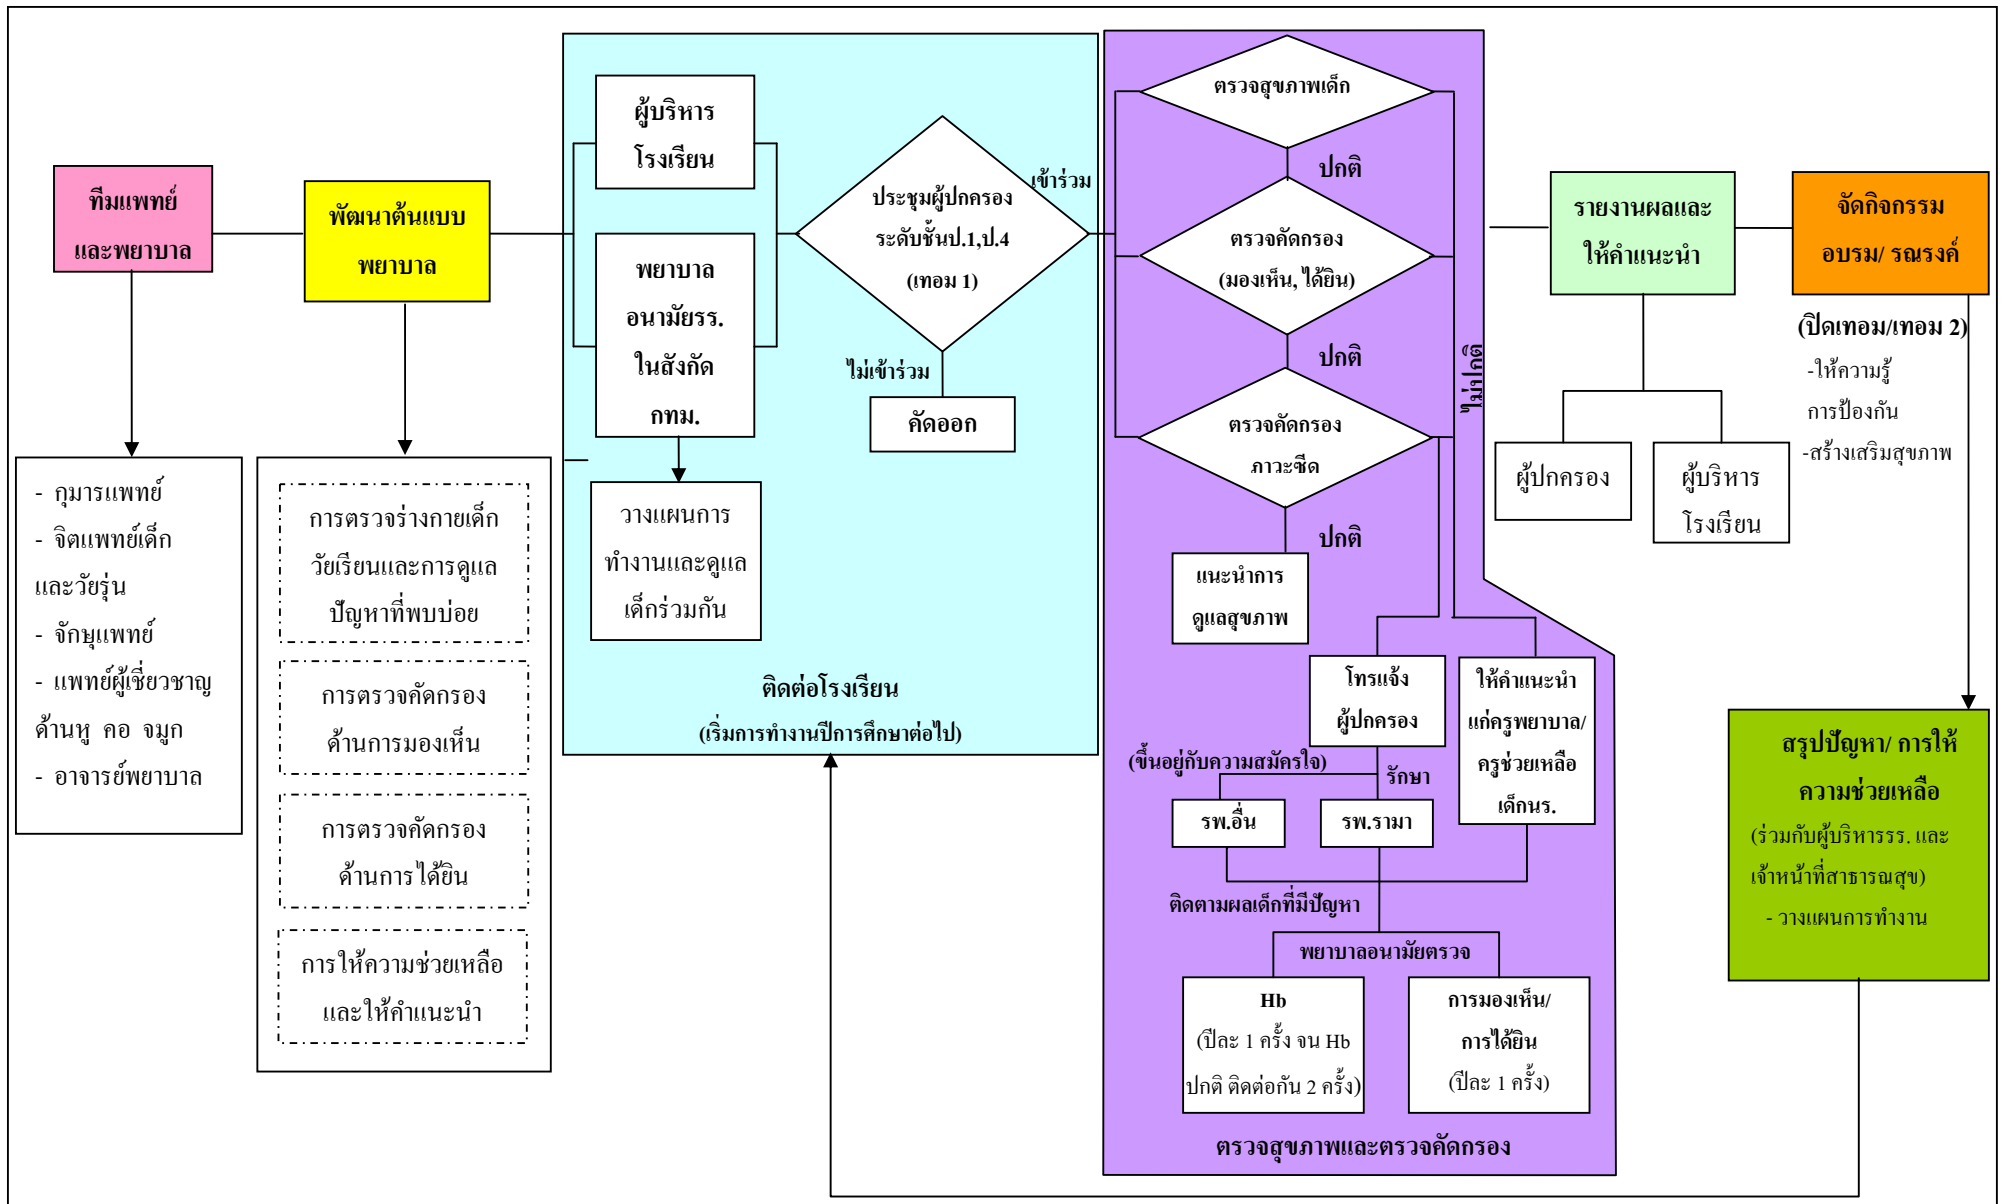 ทีมแพทย์
และพยาบาล
- กุมารแพทย์
- จิตแพทย์เด็ก
และวัยรุ่น
- จักษุแพทย์
- แพทย์ผู้เชี่ยวชาญ
ด้านหู คอ จมูก
- อาจารย์พยาบาล
พัฒนาต้นแบบ
พยาบาล
การตรวจร่างกายเด็ก
วัยเรียนและการดูแล
ปัญหาที่พบบ่อย
การตรวจคัดกรอง
ด้านการมองเห็น
การตรวจคัดกรอง
ด้านการได้ยิน
การให้ความช่วยเหลือ
และให้คำแนะนำ
ผู้บริหาร
โรงเรียน
พยาบาล
อนามัยรร.
ในสังกัด
กทม.
วางแผนการ
ทำงานและดูแล
เด็กร่วมกัน
ประชุมผู้ปกครอง
ระดับชั้นป.1,ป.4
(เทอม 1)
เข้าร่วม
ไม่เข้าร่วม
คัดออก
ติดต่อโรงเรียน
(เริ่มการทำงานปีการศึกษาต่อไป)
ตรวจสุขภาพเด็ก
ปกติ
ตรวจคัดกรอง
(มองเห็น, ได้ยิน)
ปกติ
ตรวจคัดกรอง
ภาวะซีด
ปกติ
ไม่ปกติ
แนะนำการ
ดูแลสุขภาพ
โทรแจ้ง
ผู้ปกครอง
ให้คำแนะนำ
แก่ครูพยาบาล/
ครูช่วยเหลือ
เด็กนร.
(ขึ้นอยู่กับความสมัครใจ)
รักษา
รพ.อื่น
รพ.รามา
ติดตามผลเด็กที่มีปัญหา
พยาบาลอนามัยตรวจ
Hb
(ปีละ 1 ครั้ง จน Hb
ปกติ ติดต่อกัน 2 ครั้ง)
การมองเห็น/
การได้ยิน
(ปีละ 1 ครั้ง)
ตรวจสุขภาพและตรวจคัดกรอง
รายงานผลและ
ให้คำแนะนำ
ผู้ปกครอง
ผู้บริหาร
โรงเรียน
จัดกิจกรรม
อบรม/ รณรงค์
(ปิดเทอม/เทอม 2)
-ให้ความรู้
การป้องกัน
-สร้างเสริมสุขภาพ
สรุปปัญหา/ การให้
ความช่วยเหลือ
(ร่วมกับผู้บริหารรร. และ
เจ้าหน้าที่สาธารณสุข)
- วางแผนการทำงาน